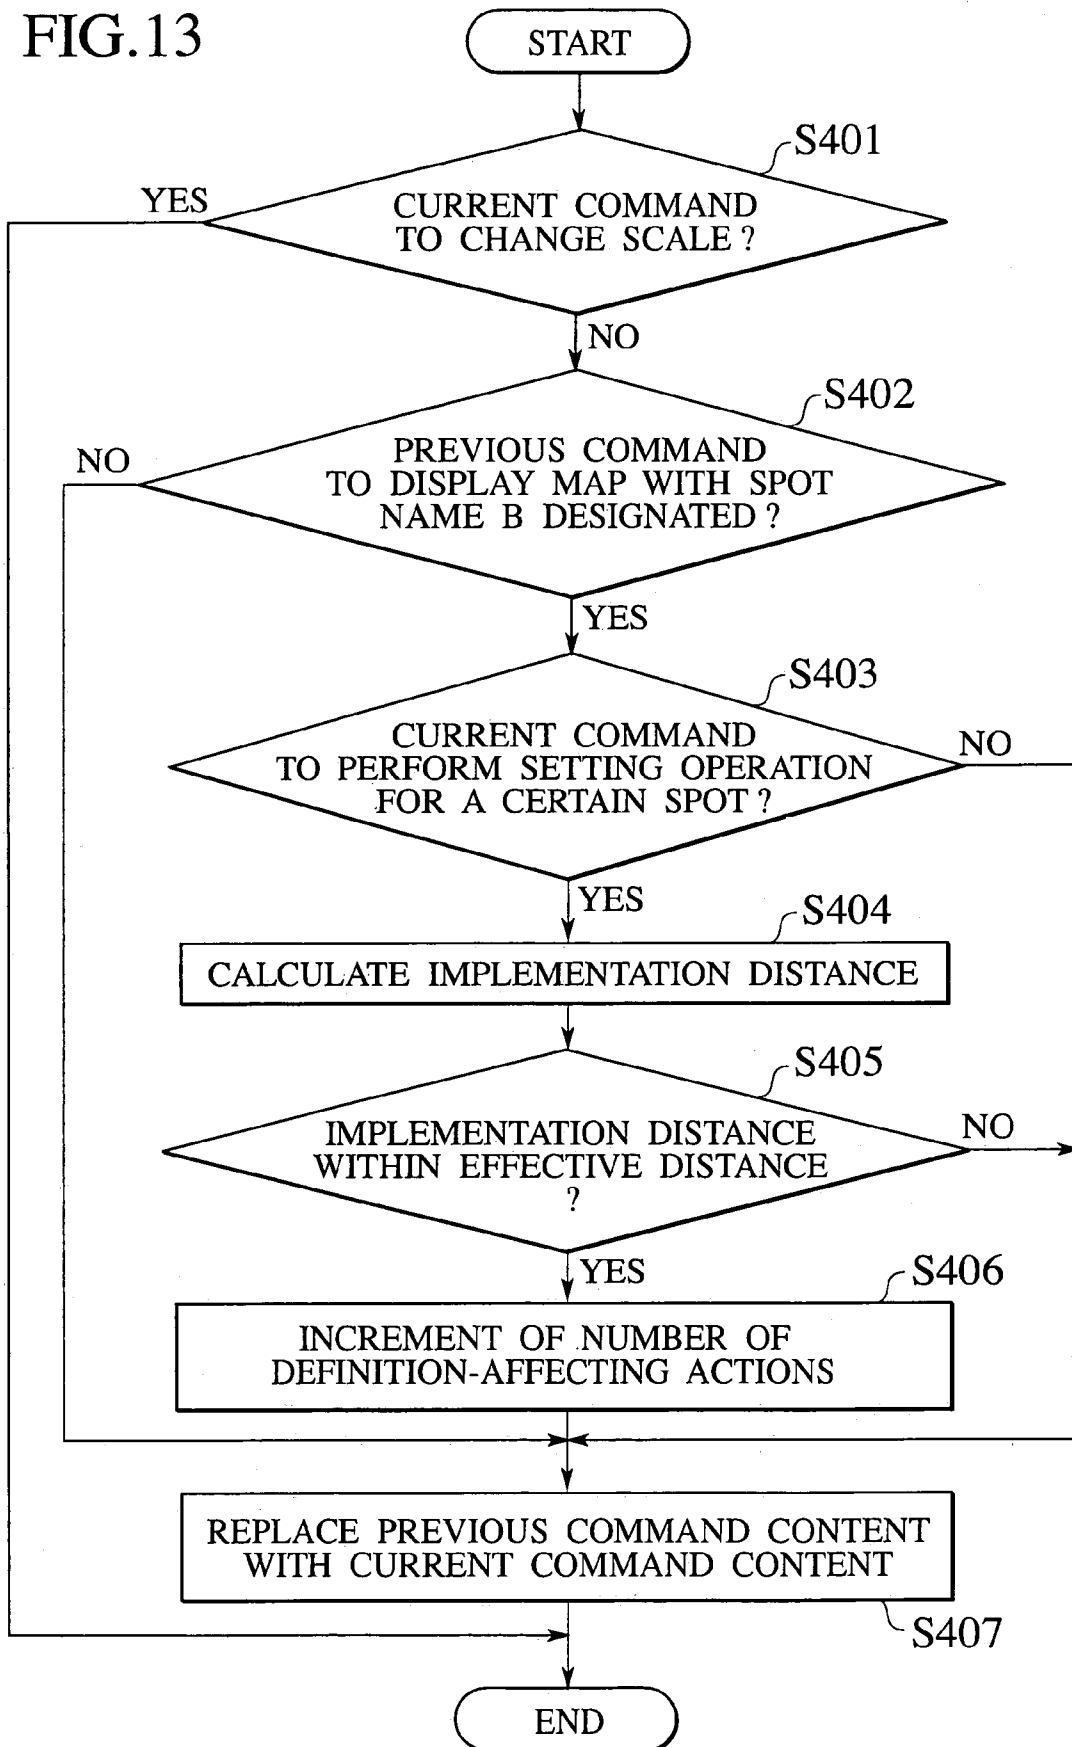 FIG.13
START
S401
YES
CURRENT COMMAND
TO CHANGE SCALE ?
NO
S402
NO
PREVIOUS COMMAND
TO DISPLAY MAP WITH SPOT
NAME B DESIGNATED ?
YES
S403
CURRENT COMMAND
TO PERFORM SETTING OPERATION
FOR A CERTAIN SPOT ?
NO
YES
S404
CALCULATE IMPLEMENTATION DISTANCE
S405
IMPLEMENTATION DISTANCE
WITHIN EFFECTIVE DISTANCE
?
NO
YES
S406
INCREMENT OF NUMBER OF
DEFINITION-AFFECTING ACTIONS
REPLACE PREVIOUS COMMAND CONTENT
WITH CURRENT COMMAND CONTENT
S407
END